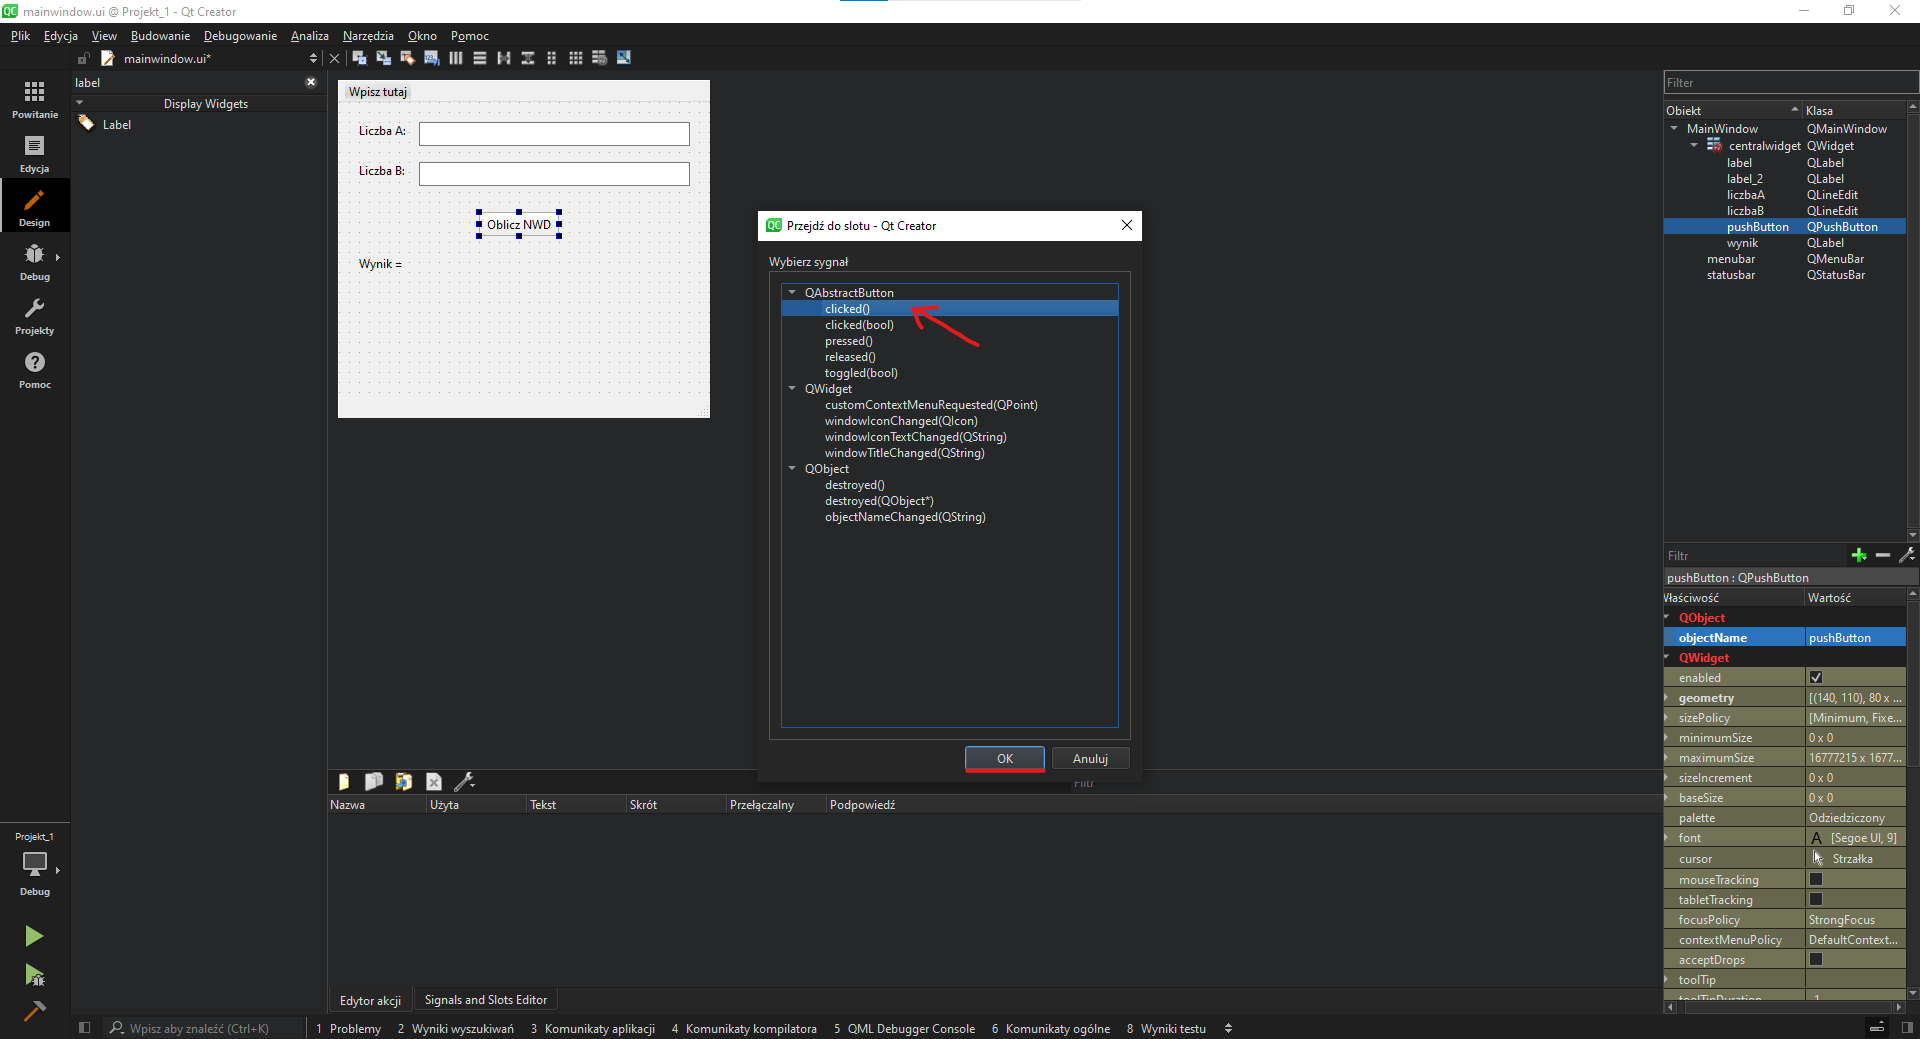 QC mainwindow.ui @ Projekt_1 - Qt Creator
Plik Edycja View Budowanie Debugowanie Analiza Narzędzia Okno Pomoc
mainwindow.ui*
Powitanie
Edycja
Design
Debug
Projekty
Pomoc
Projekt_1
Debug
label
Display Widgets
Label
Wpisz tutaj
Liczba A:
Liczba B:
Oblicz NWD
Wynik =
QC Przejdź do slotu - Qt Creator
Wybierz sygnał
QAbstractButton
clicked()
clicked(bool)
pressed()
released()
toggled(bool)
QWidget
customContextMenuRequested(QPoint)
windowIconChanged(QIcon)
windowIconTextChanged(QString)
windowTitleChanged(QString)
QObject
destroyed()
destroyed(QObject*)
objectNameChanged(QString)
OK Anuluj
Filtr
Nazwa Użyta Tekst Skrót Przełączalny Podpowiedź
Edytor akcji Signals and Slots Editor
Filter
Obiekt Klasa
MainWindow QMainWindow
centralwidget QWidget
label QLabel
label_2 QLabel
liczbaA QLineEdit
liczbaB QLineEdit
pushButton QPushButton
wynik QLabel
menubar QMenuBar
statusbar QStatusBar
Filtr
pushButton : QPushButton
Właściwość Wartość
QObject
objectName pushButton
QWidget
enabled
geometry [(140, 110), 80 x ...
sizePolicy [Minimum, Fixe...
minimumSize 0 x 0
maximumSize 16777215 x 1677...
sizeIncrement 0 x 0
baseSize 0 x 0
palette Odziedziczony
font A [Segoe UI, 9]
cursor Strzałka
mouseTracking
tabletTracking
focusPolicy StrongFocus
contextMenuPolicy DefaultContext...
acceptDrops
toolTip
toolTipDuration -1
Wpisz aby znaleźć (Ctrl+K) 1 Problemy 2 Wyniki wyszukiwań 3 Komunikaty aplikacji 4 Komunikaty kompilatora 5 QML Debugger Console 6 Komunikaty ogólne 8 Wyniki testu